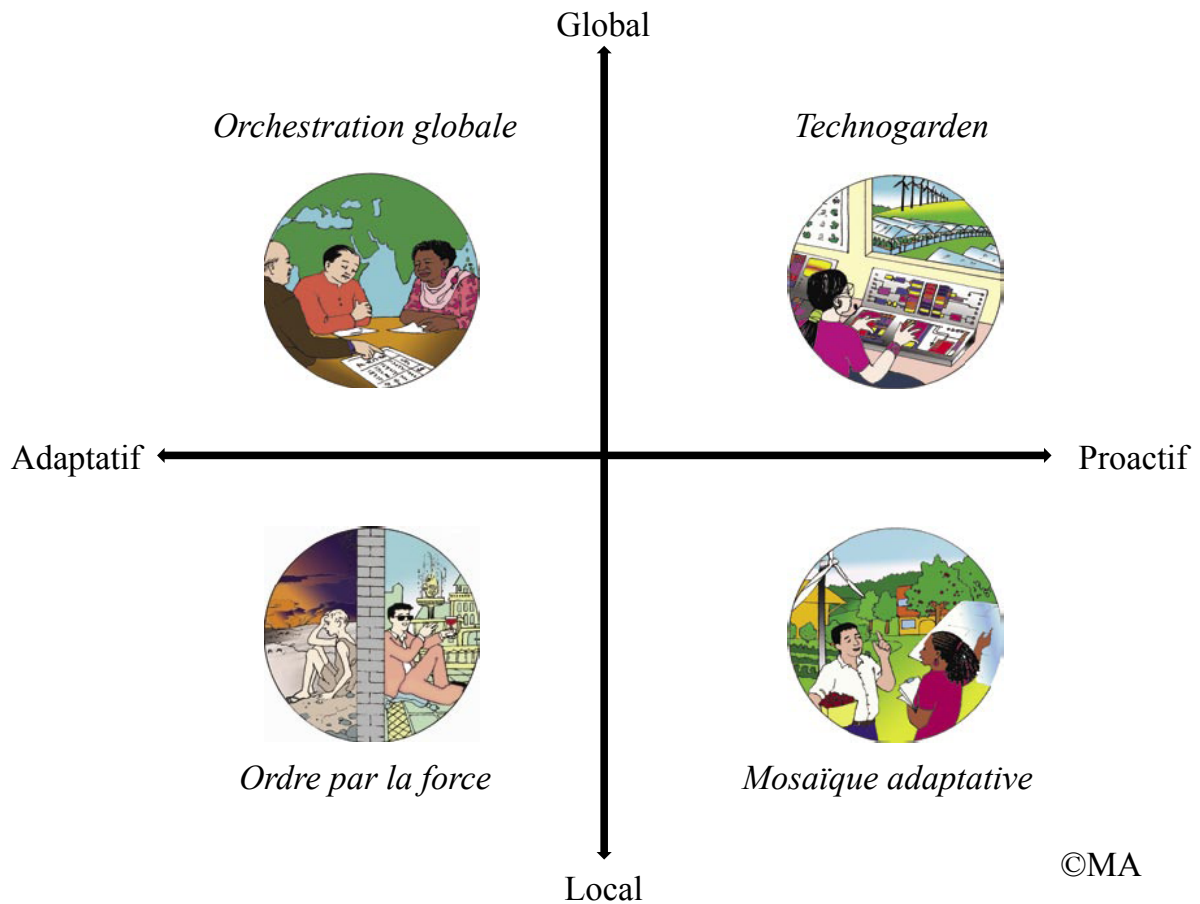 Global
Orchestration globale
Technogarden
Adaptatif
Proactif
Ordre par la force
Mosaïque adaptative
©MA
Local